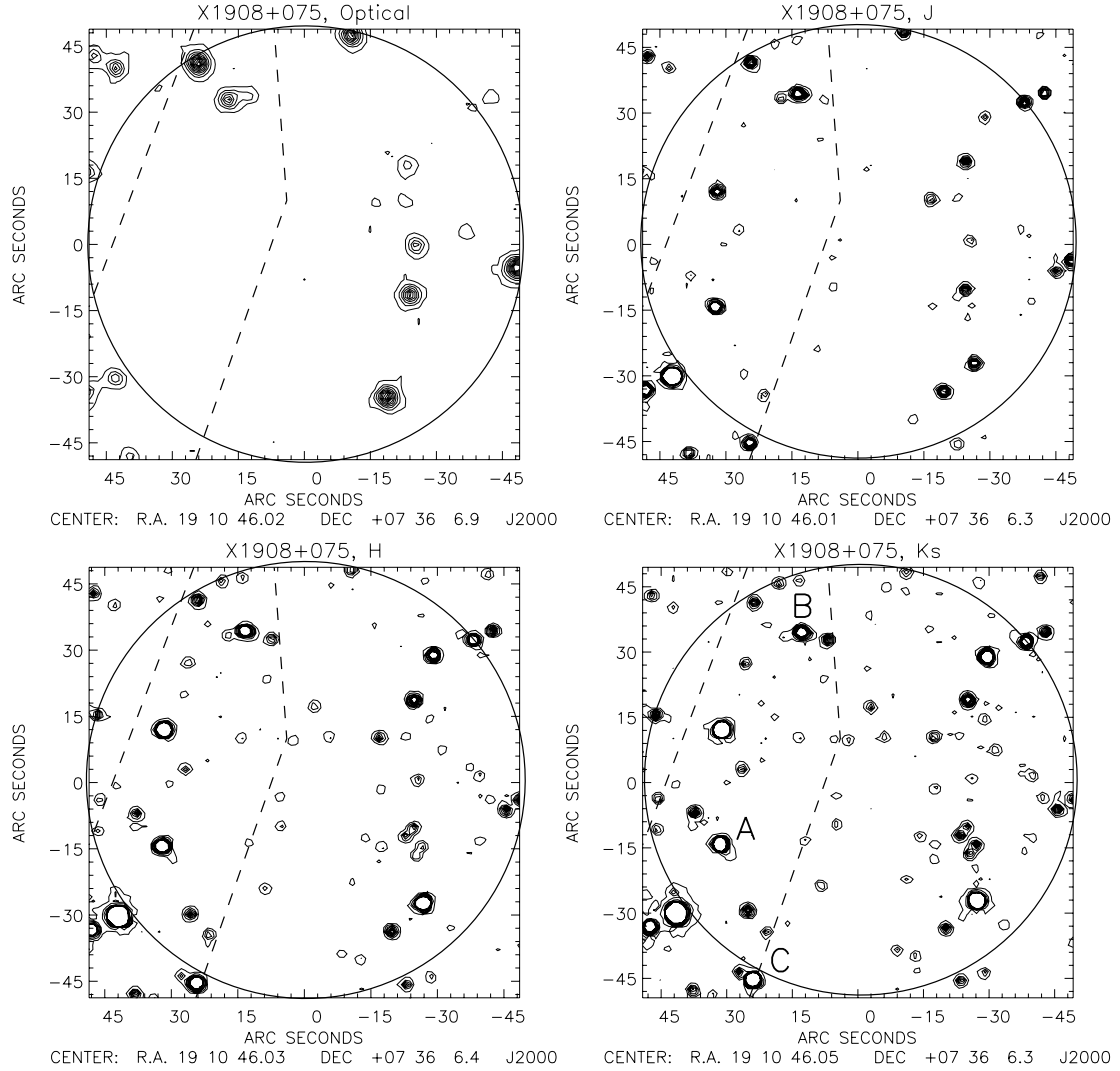 X1908+075, Optical
ARC SECONDS
45
30
15
0
−15
−30
−45
45 30 15 0 −15 −30 −45
ARC SECONDS
CENTER: R.A. 19 10 46.02 DEC +07 36 6.9 J2000
X1908+075, J
ARC SECONDS
45
30
15
0
−15
−30
−45
45 30 15 0 −15 −30 −45
ARC SECONDS
CENTER: R.A. 19 10 46.01 DEC +07 36 6.3 J2000
X1908+075, H
ARC SECONDS
45
30
15
0
−15
−30
−45
45 30 15 0 −15 −30 −45
ARC SECONDS
CENTER: R.A. 19 10 46.03 DEC +07 36 6.4 J2000
X1908+075, Ks
ARC SECONDS
45
30
15
0
−15
−30
−45
B
A
C
45 30 15 0 −15 −30 −45
ARC SECONDS
CENTER: R.A. 19 10 46.05 DEC +07 36 6.3 J2000